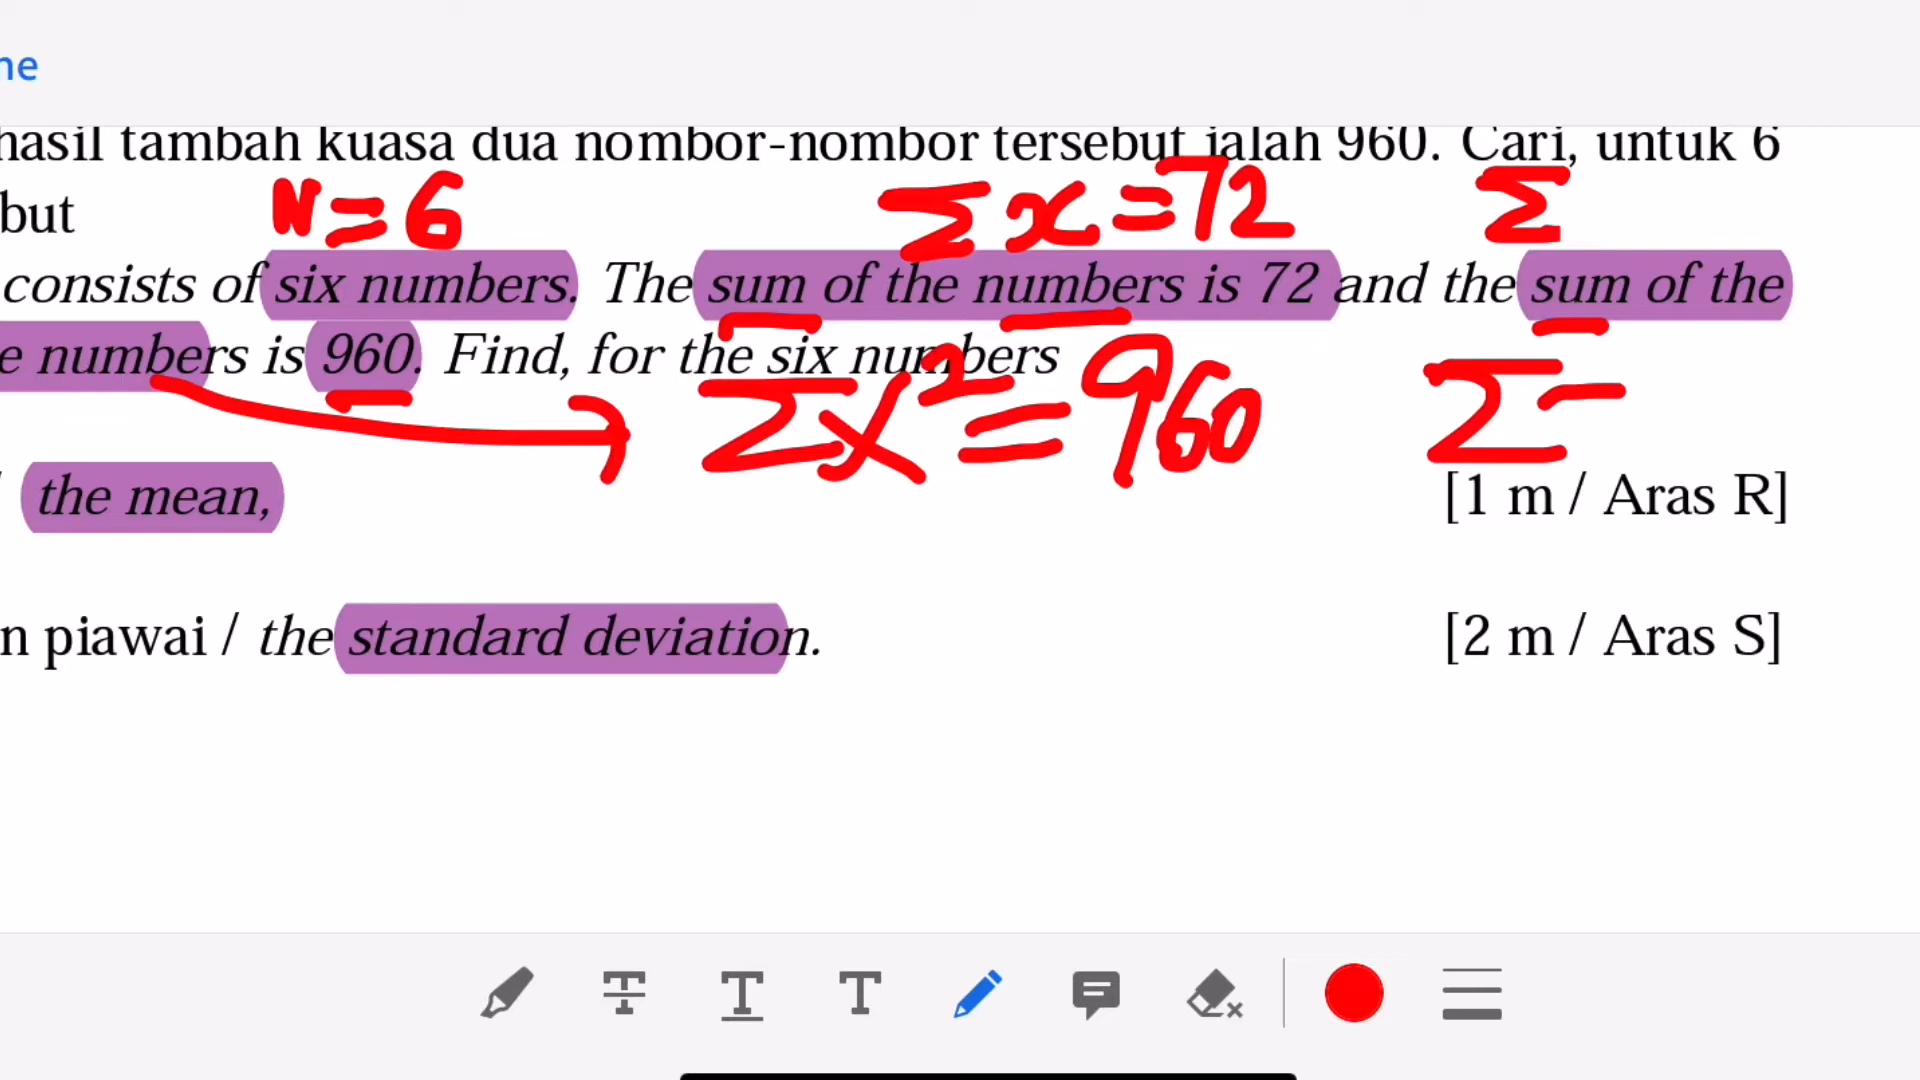 ne
hasil tambah kuasa dua nombor-nombor tersebut ialah 960. Cari, untuk 6
but
N = 6
Σx = 72
Σ
consists of six numbers. The sum of the numbers is 72 and the sum of the
e numbers is 960. Find, for the six numbers
Σx² = 960
Σ
/ the mean,
[1 m / Aras R]
n piawai / the standard deviation.
[2 m / Aras S]
T
T
T